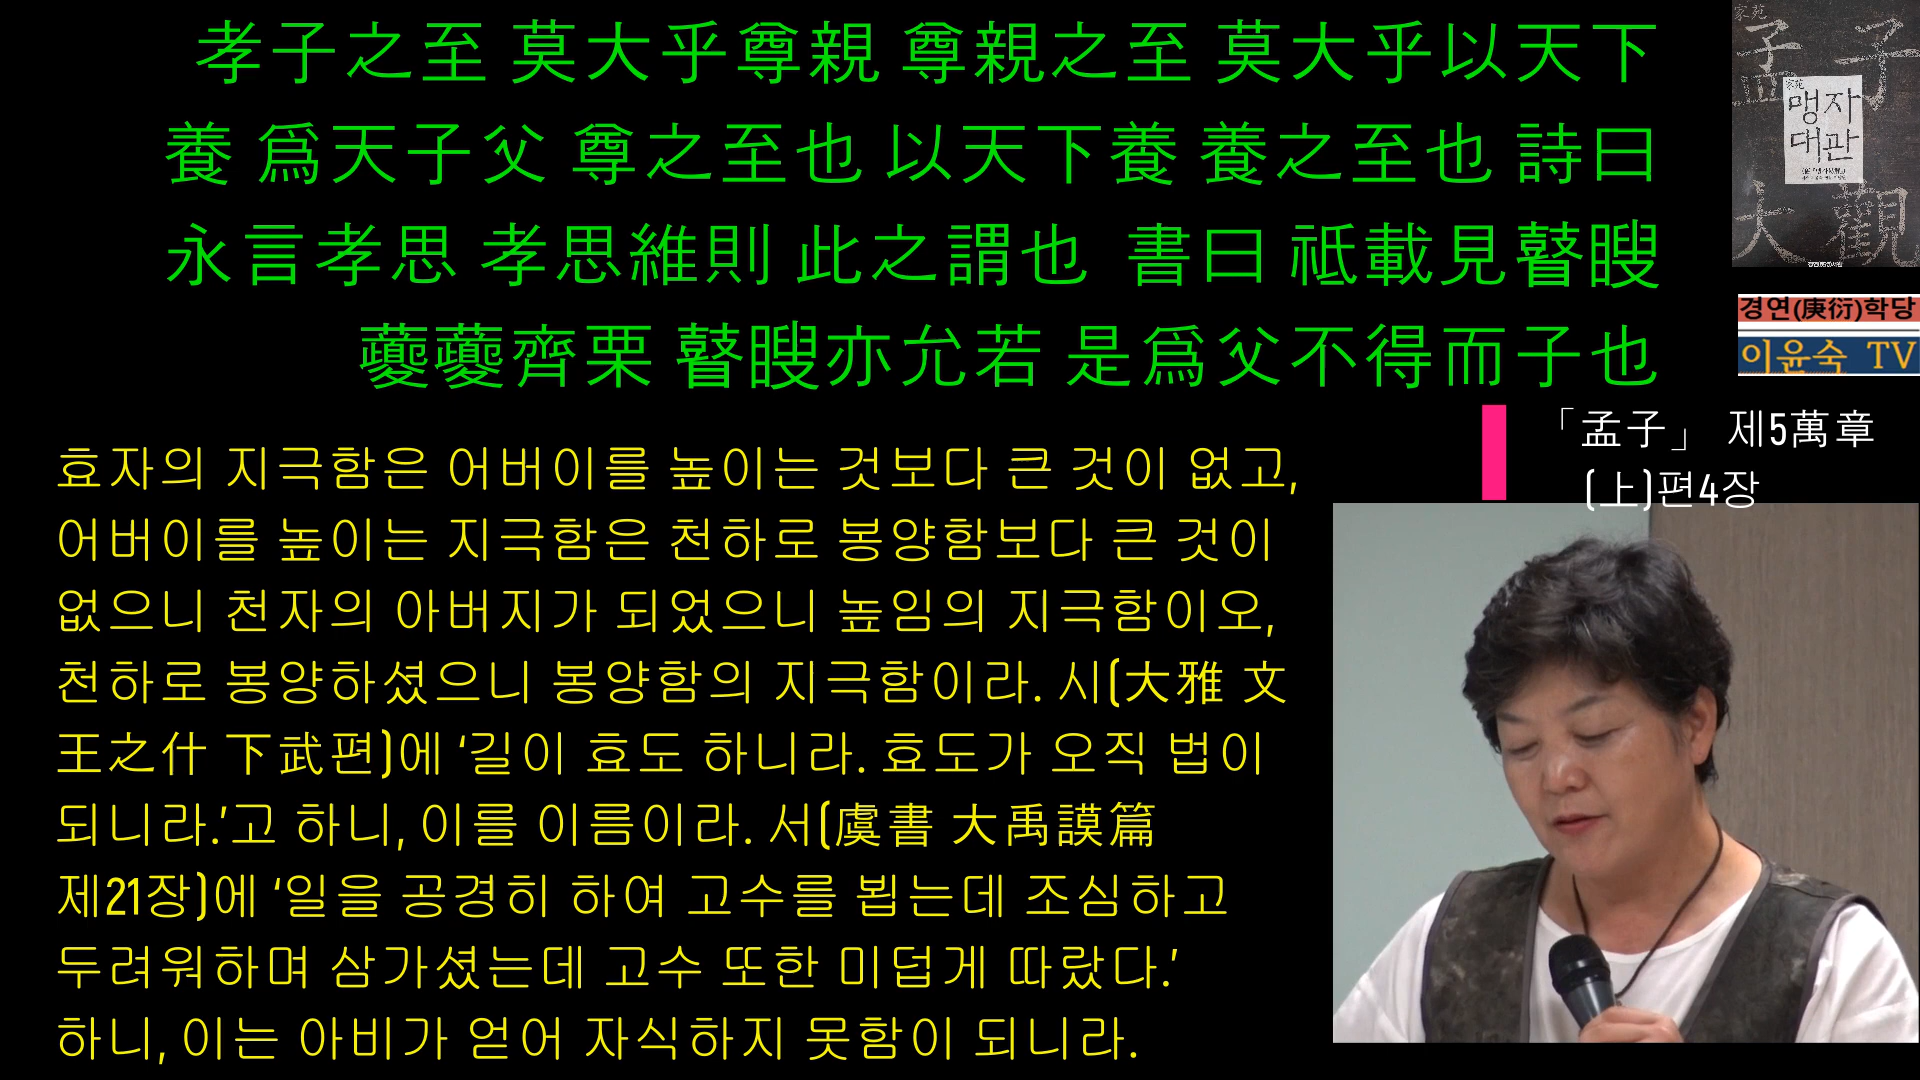 孝子之至 莫大乎尊親 尊親之至 莫大乎以天下
養 爲天子父 尊之至也 以天下養 養之至也 詩曰
永言孝思 孝思維則 此之謂也 書曰 祗載見瞽瞍
夔夔齊栗 瞽瞍亦允若 是爲父不得而子也
家苑
孟子
家苑
맹자
대관
大觀
경연(庚衍)학당
이윤숙 TV
「孟子」 제5萬章
(上)편4장
효자의 지극함은 어버이를 높이는 것보다 큰 것이 없고,
어버이를 높이는 지극함은 천하로 봉양함보다 큰 것이
없으니 천자의 아버지가 되었으니 높임의 지극함이오,
천하로 봉양하셨으니 봉양함의 지극함이라. 시(大雅 文
王之什 下武편)에 ‘길이 효도 하니라. 효도가 오직 법이
되니라.’고 하니, 이를 이름이라. 서(虞書 大禹謨篇
제21장)에 ‘일을 공경히 하여 고수를 뵙는데 조심하고
두려워하며 삼가셨는데 고수 또한 미덥게 따랐다.’
하니, 이는 아비가 얻어 자식하지 못함이 되니라.